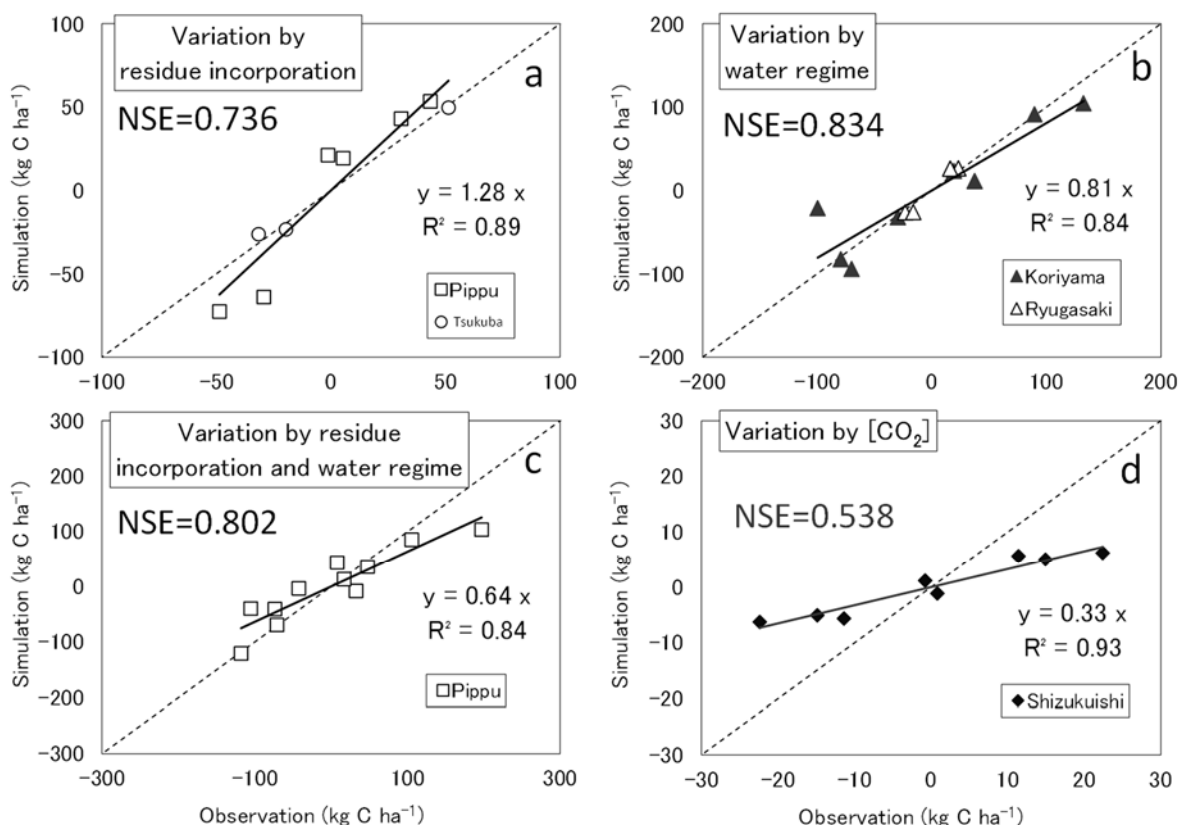 Variation by
residue incorporation
a
NSE=0.736
y = 1.28 x
R² = 0.89
Pippu
Tsukuba
Simulation (kg C ha⁻¹)
100
50
0
−50
−100
−100
−50
0
50
100
Variation by
water regime
b
NSE=0.834
y = 0.81 x
R² = 0.84
Koriyama
Ryugasaki
Simulation (kg C ha⁻¹)
200
100
0
−100
−200
−200
−100
0
100
200
Variation by residue
incorporation and water regime
c
NSE=0.802
y = 0.64 x
R² = 0.84
Pippu
Simulation (kg C ha⁻¹)
300
200
100
0
−100
−200
−300
−300
−100
100
300
Observation (kg C ha⁻¹)
Variation by [CO₂]
d
NSE=0.538
y = 0.33 x
R² = 0.93
Shizukuishi
Simulation (kg C ha⁻¹)
30
20
10
0
−10
−20
−30
−30
−20
−10
0
10
20
30
Observation (kg C ha⁻¹)